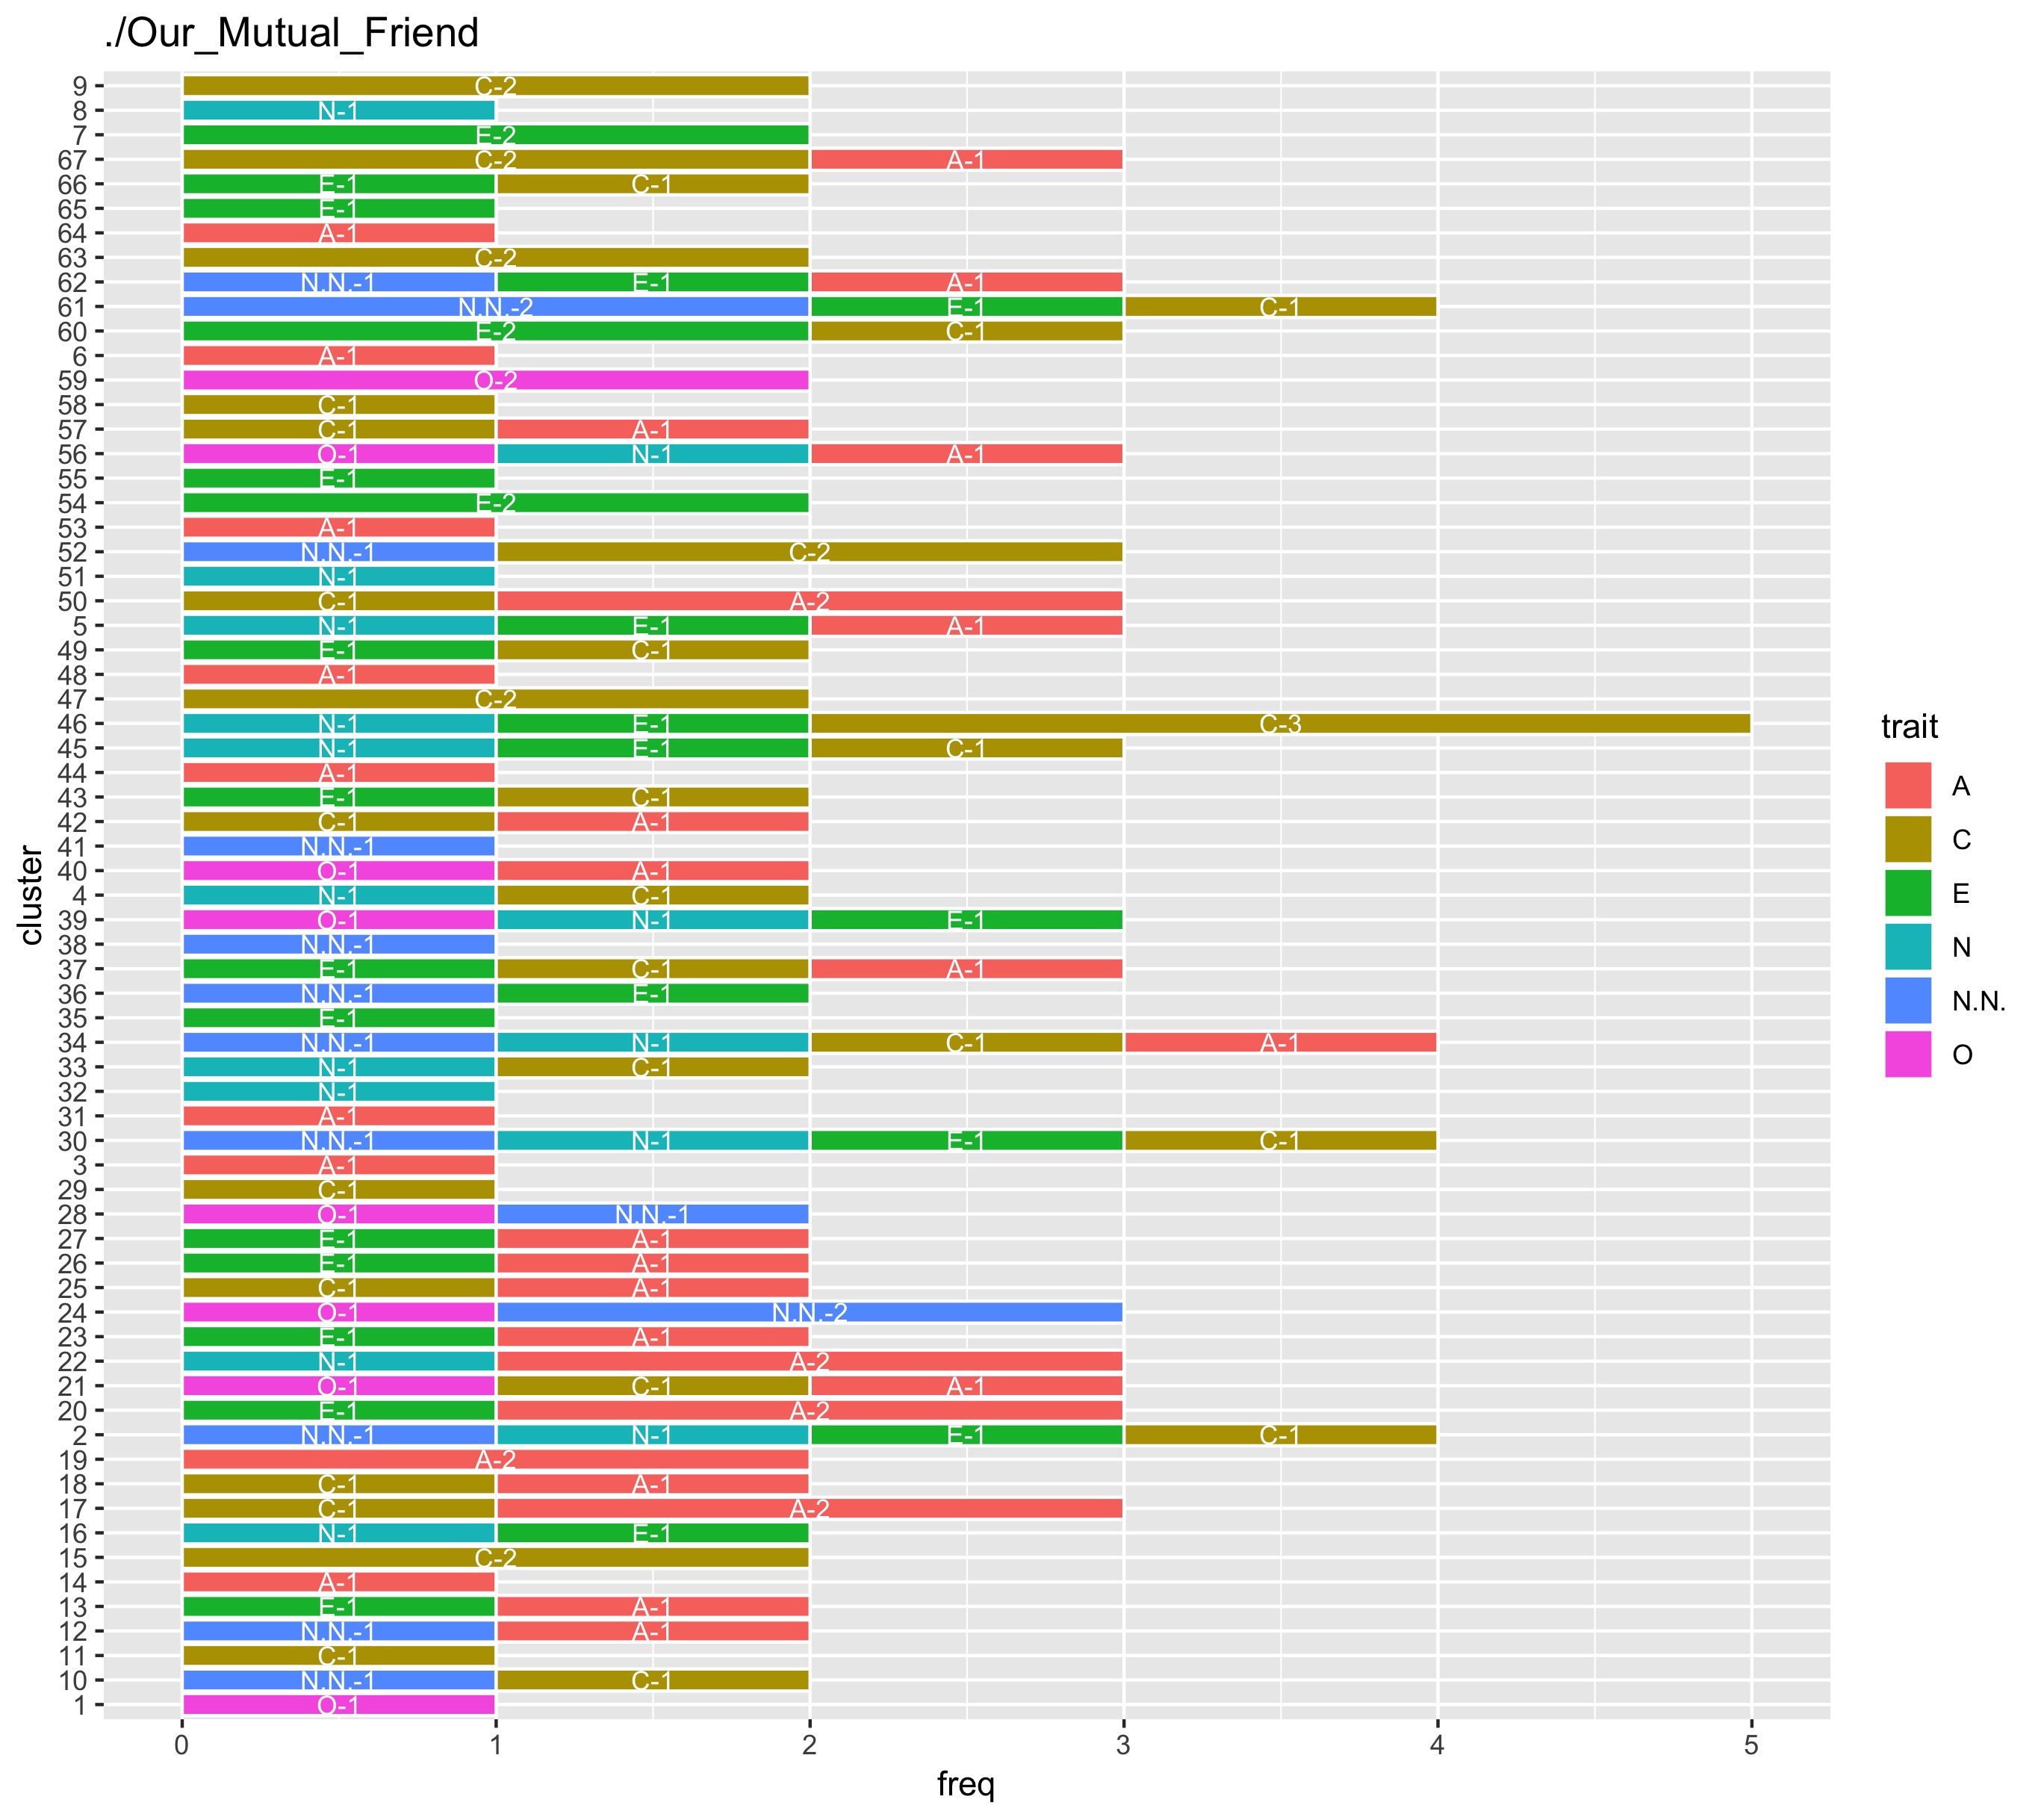 ./Our_Mutual_Friend
9 C-2
8 N-1
7 E-2
67 C-2 A-1
66 E-1 C-1
65 E-1
64 A-1
63 C-2
62 N.N.-1 E-1 A-1
61 N.N.-2 E-1 C-1
60 E-2 C-1
6 A-1
59 O-2
58 C-1
57 C-1 A-1
56 O-1 N-1 A-1
55 E-1
54 E-2
53 A-1
52 N.N.-1 C-2
51 N-1
50 C-1 A-2
5 N-1 E-1 A-1
49 E-1 C-1
48 A-1
47 C-2
46 N-1 E-1 C-3
45 N-1 E-1 C-1
44 A-1
43 E-1 C-1
42 C-1 A-1
41 N.N.-1
40 O-1 A-1
4 N-1 C-1
39 O-1 N-1 E-1
38 N.N.-1
37 E-1 C-1 A-1
36 N.N.-1 E-1
35 E-1
34 N.N.-1 N-1 C-1 A-1
33 N-1 C-1
32 N-1
31 A-1
30 N.N.-1 N-1 E-1 C-1
3 A-1
29 C-1
28 O-1 N.N.-1
27 E-1 A-1
26 E-1 A-1
25 C-1 A-1
24 O-1 N.N.-2
23 E-1 A-1
22 N-1 A-2
21 O-1 C-1 A-1
20 E-1 A-2
2 N.N.-1 N-1 E-1 C-1
19 A-2
18 C-1 A-1
17 C-1 A-2
16 N-1 E-1
15 C-2
14 A-1
13 E-1 A-1
12 N.N.-1 A-1
11 C-1
10 N.N.-1 C-1
1 O-1
0 1 2 3 4 5
freq
cluster
trait
A
C
E
N
N.N.
O